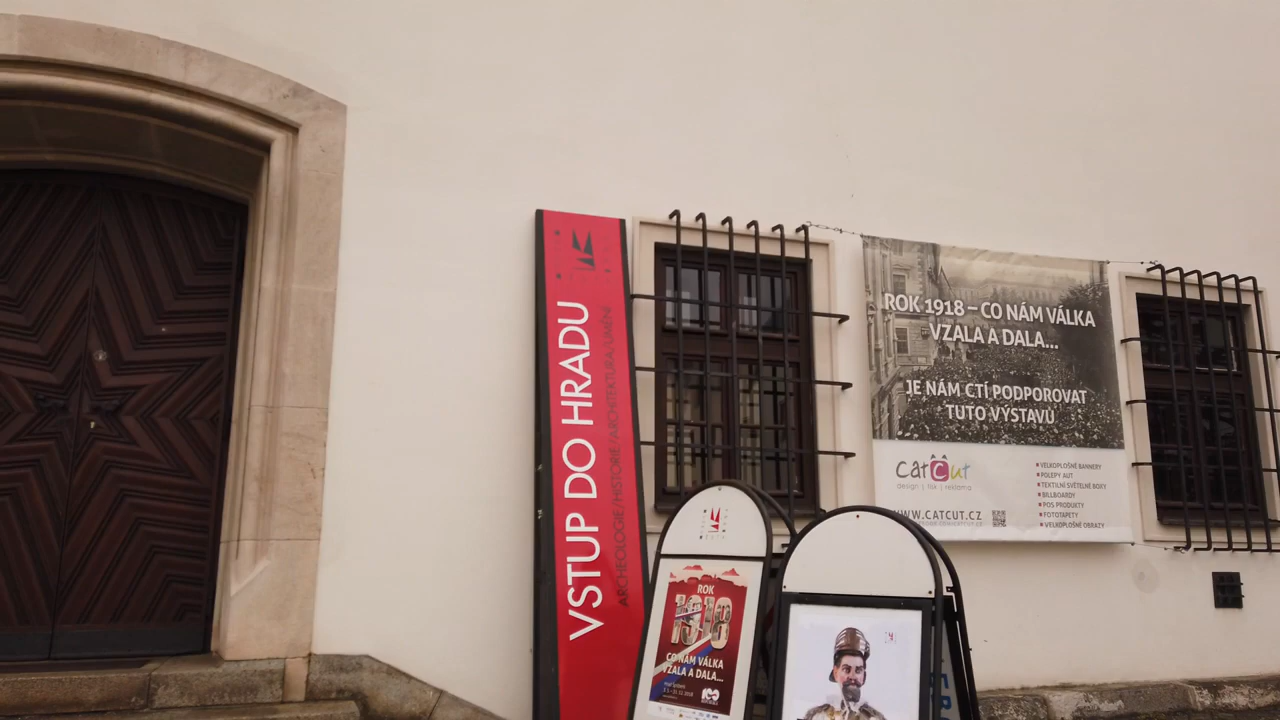 VSTUP DO HRADU
ARCHEOLOGIE/HISTORIE/ARCHITEKTURA/UMĚNÍ
ROK 1918 – CO NÁM VÁLKA
VZALA A DALA...
JE NÁM CTÍ PODPOROVAT
TUTO VÝSTAVU
catcut
design | tisk | reklama
WWW.CATCUT.CZ
VELKOPLOŠNÉ BANNERY
POLEPY AUT
TEXTILNÍ SVĚTELNÉ BOXY
BILLBOARDY
POS PRODUKTY
FOTOTAPETY
VELKOPLOŠNÉ OBRAZY
ROK
1918
CO NÁM VÁLKA
VZALA A DALA...